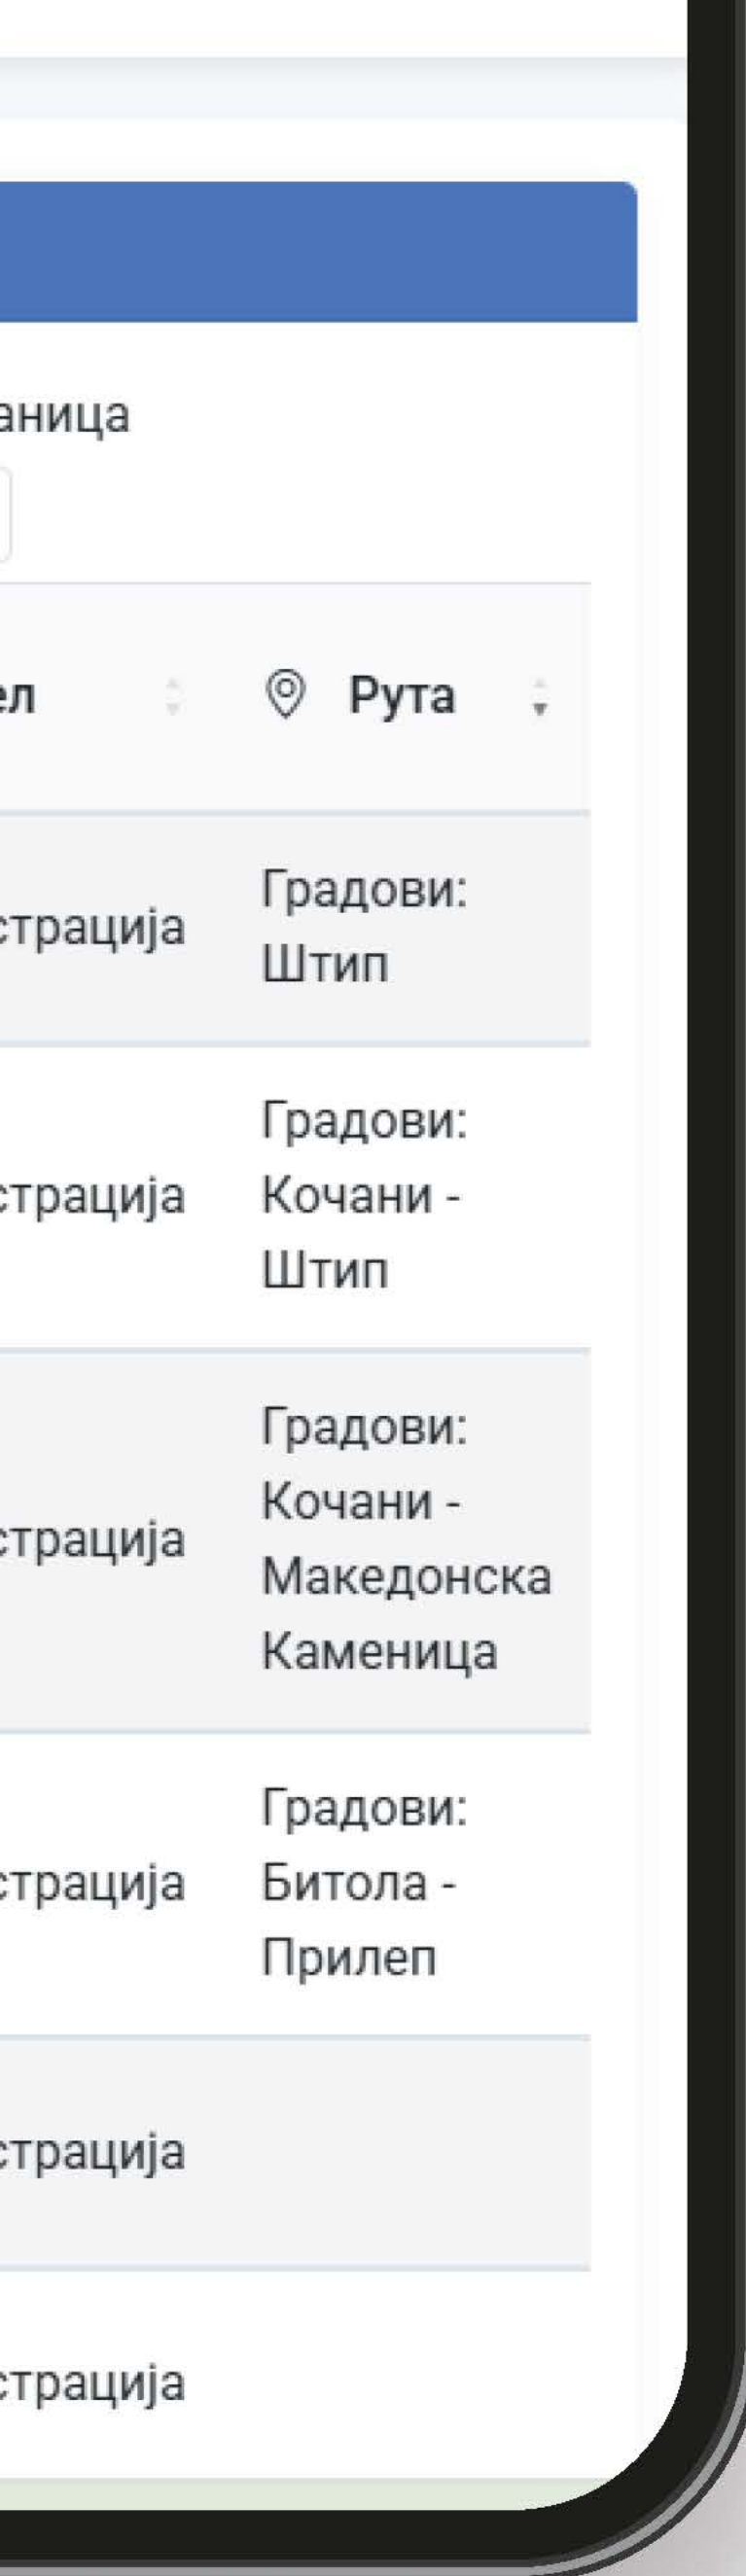 аница
ел Рута
Градови:
страција
Штип
Градови:
страција Кочани -
Штип
Градови:
Кочани -
страција
Македонска
Каменица
Градови:
страција Битола -
Прилеп
страција
страција